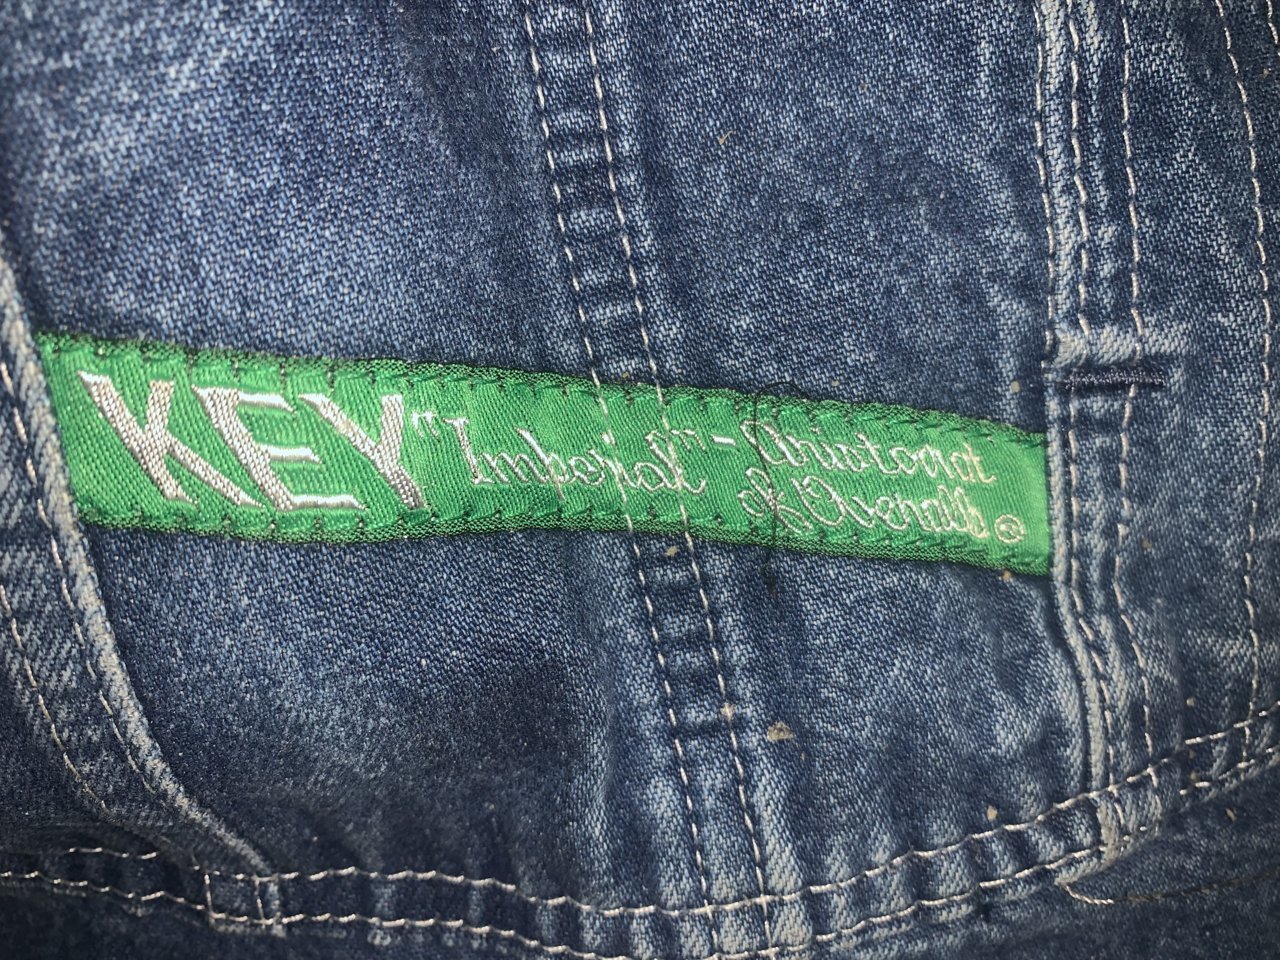 KEY "Imperial" - Aristocrat
of Overalls ®